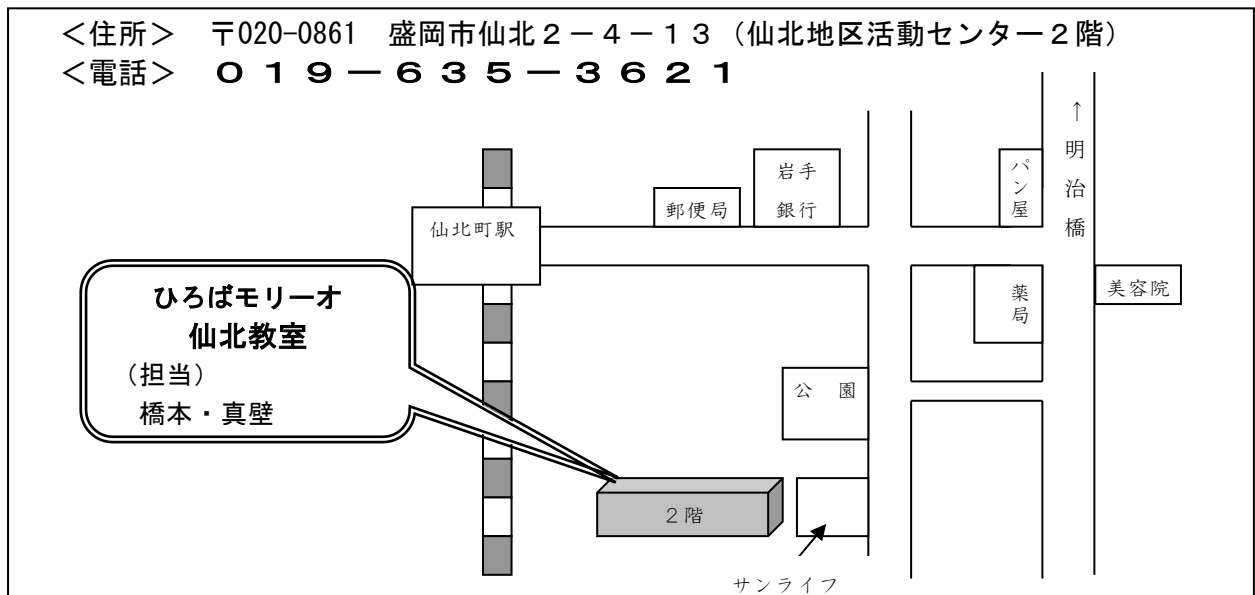 ＜住所＞　〒020-0861　盛岡市仙北２－４－１３（仙北地区活動センター２階）
＜電話＞　０１９－６３５－３６２１
↑明治橋
岩手
銀行
パン屋
郵便局
仙北町駅
ひろばモリーオ
仙北教室
（担当）
橋本・真壁
薬局
美容院
公　園
２階
サンライフ